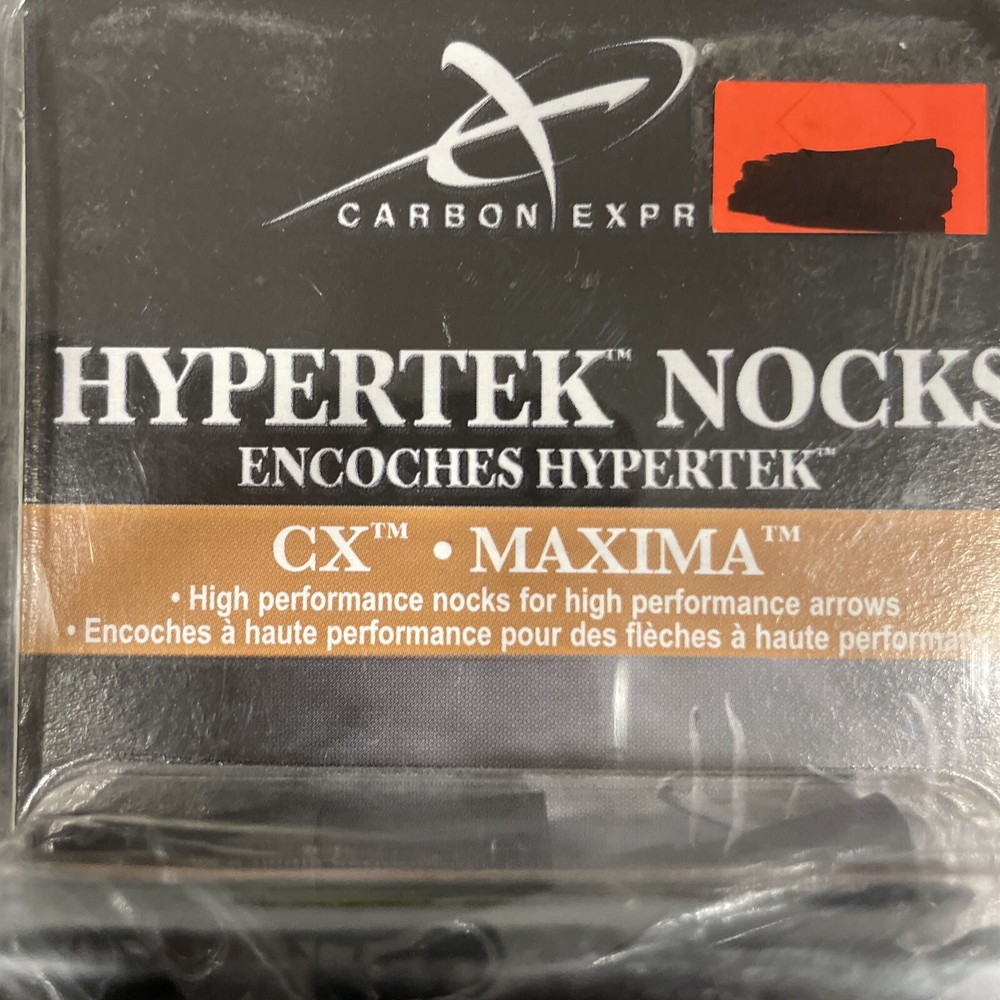 CARBON EXPR
HYPERTEK™ NOCKS
ENCOCHES HYPERTEK™
CX™ • MAXIMA™
• High performance nocks for high performance arrows
• Encoches à haute performance pour des flèches à haute performan